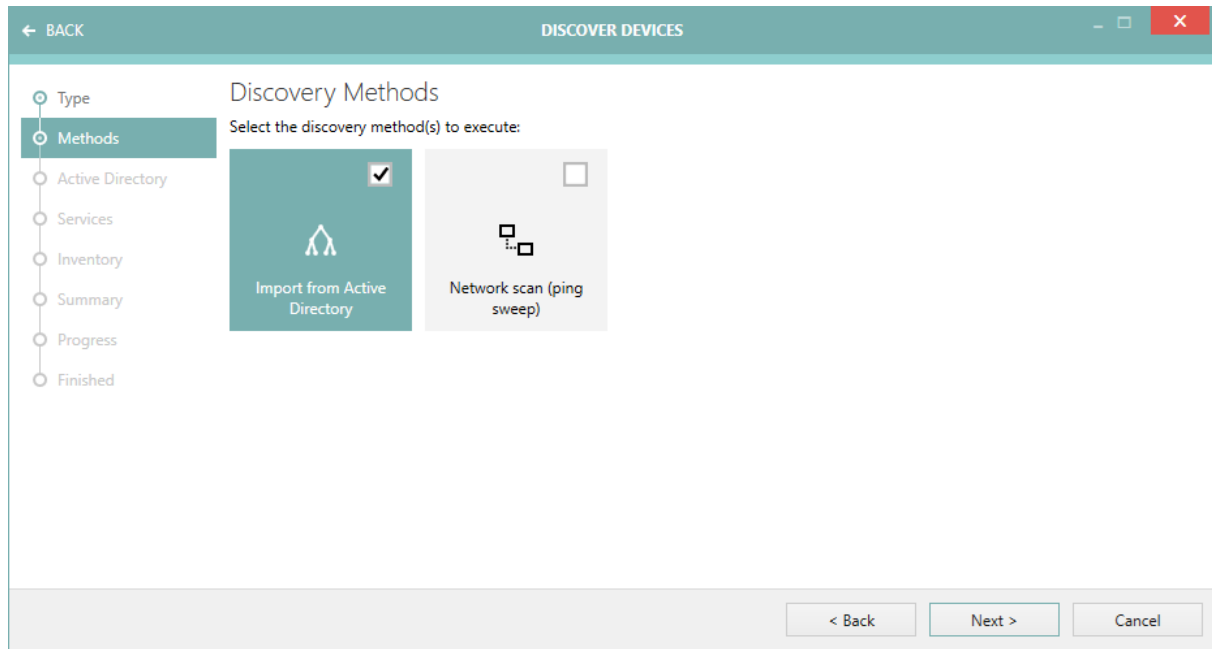 ← BACK
DISCOVER DEVICES
Type
Methods
Active Directory
Services
Inventory
Summary
Progress
Finished
Discovery Methods
Select the discovery method(s) to execute:
Import from Active
Directory
Network scan (ping
sweep)
< Back
Next >
Cancel